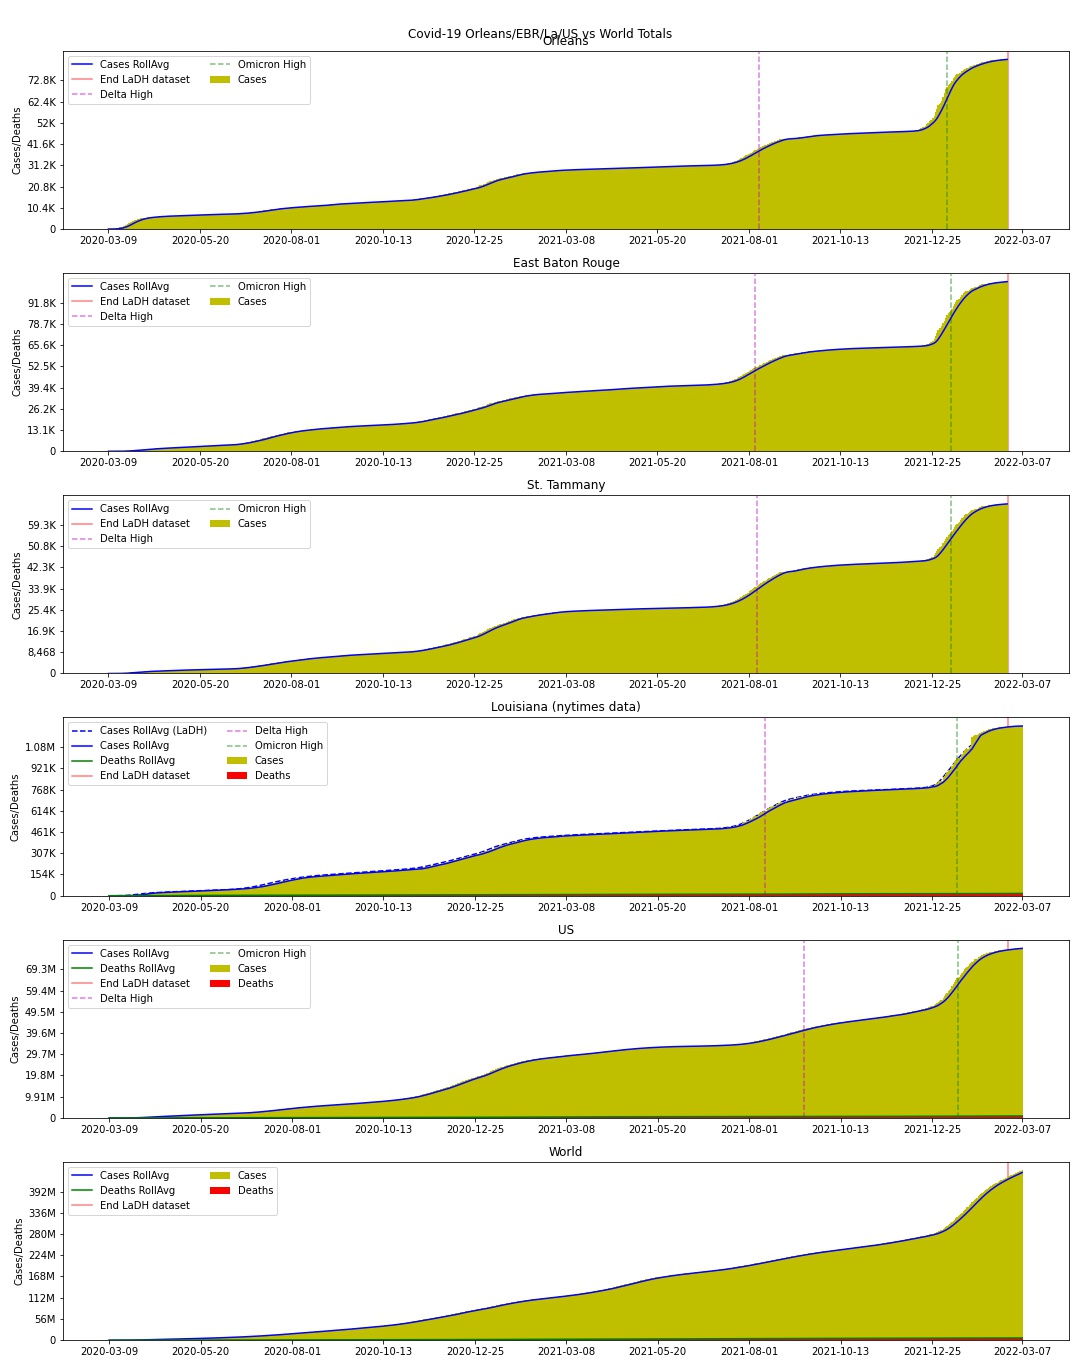 Covid-19 Orleans/EBR/La/US vs World Totals
Orleans
Cases RollAvg
End LaDH dataset
Delta High
Omicron High
Cases
Cases/Deaths
72.8K
62.4K
52K
41.6K
31.2K
20.8K
10.4K
0
2020-03-09 2020-05-20 2020-08-01 2020-10-13 2020-12-25 2021-03-08 2021-05-20 2021-08-01 2021-10-13 2021-12-25 2022-03-07
East Baton Rouge
Cases RollAvg
End LaDH dataset
Delta High
Omicron High
Cases
Cases/Deaths
91.8K
78.7K
65.6K
52.5K
39.4K
26.2K
13.1K
0
2020-03-09 2020-05-20 2020-08-01 2020-10-13 2020-12-25 2021-03-08 2021-05-20 2021-08-01 2021-10-13 2021-12-25 2022-03-07
St. Tammany
Cases RollAvg
End LaDH dataset
Delta High
Omicron High
Cases
Cases/Deaths
59.3K
50.8K
42.3K
33.9K
25.4K
16.9K
8,468
0
2020-03-09 2020-05-20 2020-08-01 2020-10-13 2020-12-25 2021-03-08 2021-05-20 2021-08-01 2021-10-13 2021-12-25 2022-03-07
Louisiana (nytimes data)
Cases RollAvg (LaDH)
Cases RollAvg
Deaths RollAvg
End LaDH dataset
Delta High
Omicron High
Cases
Deaths
Cases/Deaths
1.08M
921K
768K
614K
461K
307K
154K
0
2020-03-09 2020-05-20 2020-08-01 2020-10-13 2020-12-25 2021-03-08 2021-05-20 2021-08-01 2021-10-13 2021-12-25 2022-03-07
US
Cases RollAvg
Deaths RollAvg
End LaDH dataset
Delta High
Omicron High
Cases
Deaths
Cases/Deaths
69.3M
59.4M
49.5M
39.6M
29.7M
19.8M
9.91M
0
2020-03-09 2020-05-20 2020-08-01 2020-10-13 2020-12-25 2021-03-08 2021-05-20 2021-08-01 2021-10-13 2021-12-25 2022-03-07
World
Cases RollAvg
Deaths RollAvg
End LaDH dataset
Cases
Deaths
Cases/Deaths
392M
336M
280M
224M
168M
112M
56M
0
2020-03-09 2020-05-20 2020-08-01 2020-10-13 2020-12-25 2021-03-08 2021-05-20 2021-08-01 2021-10-13 2021-12-25 2022-03-07